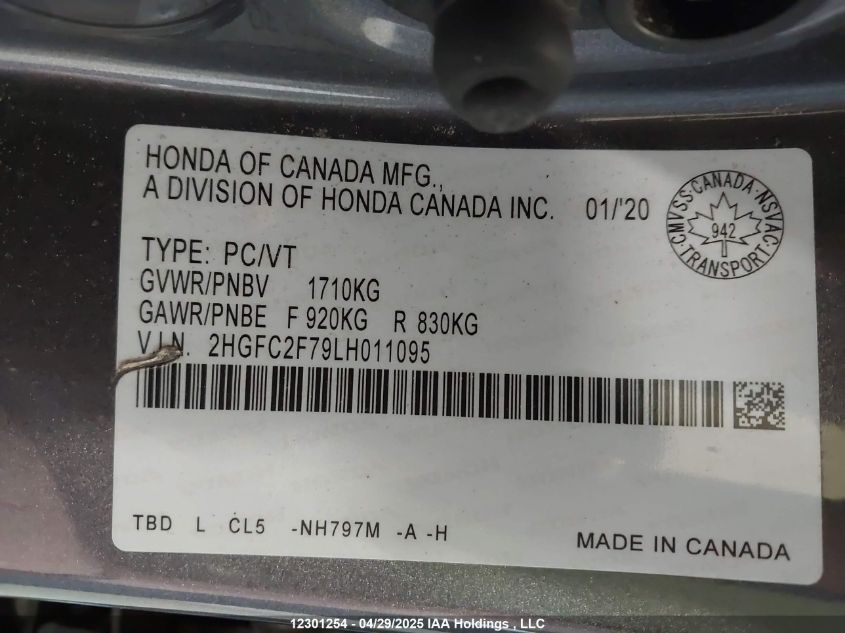 HONDA OF CANADA MFG.,
A DIVISION OF HONDA CANADA INC. 01/'20
CMVSS·CANADA·NSVAC
942
TRANSPORT
TYPE: PC/VT
GVWR/PNBV 1710KG
GAWR/PNBE F 920KG R 830KG
V.I.N. 2HGFC2F79LH011095
TBD L CL5 -NH797M -A -H
MADE IN CANADA
12301254 - 04/29/2025 IAA Holdings , LLC